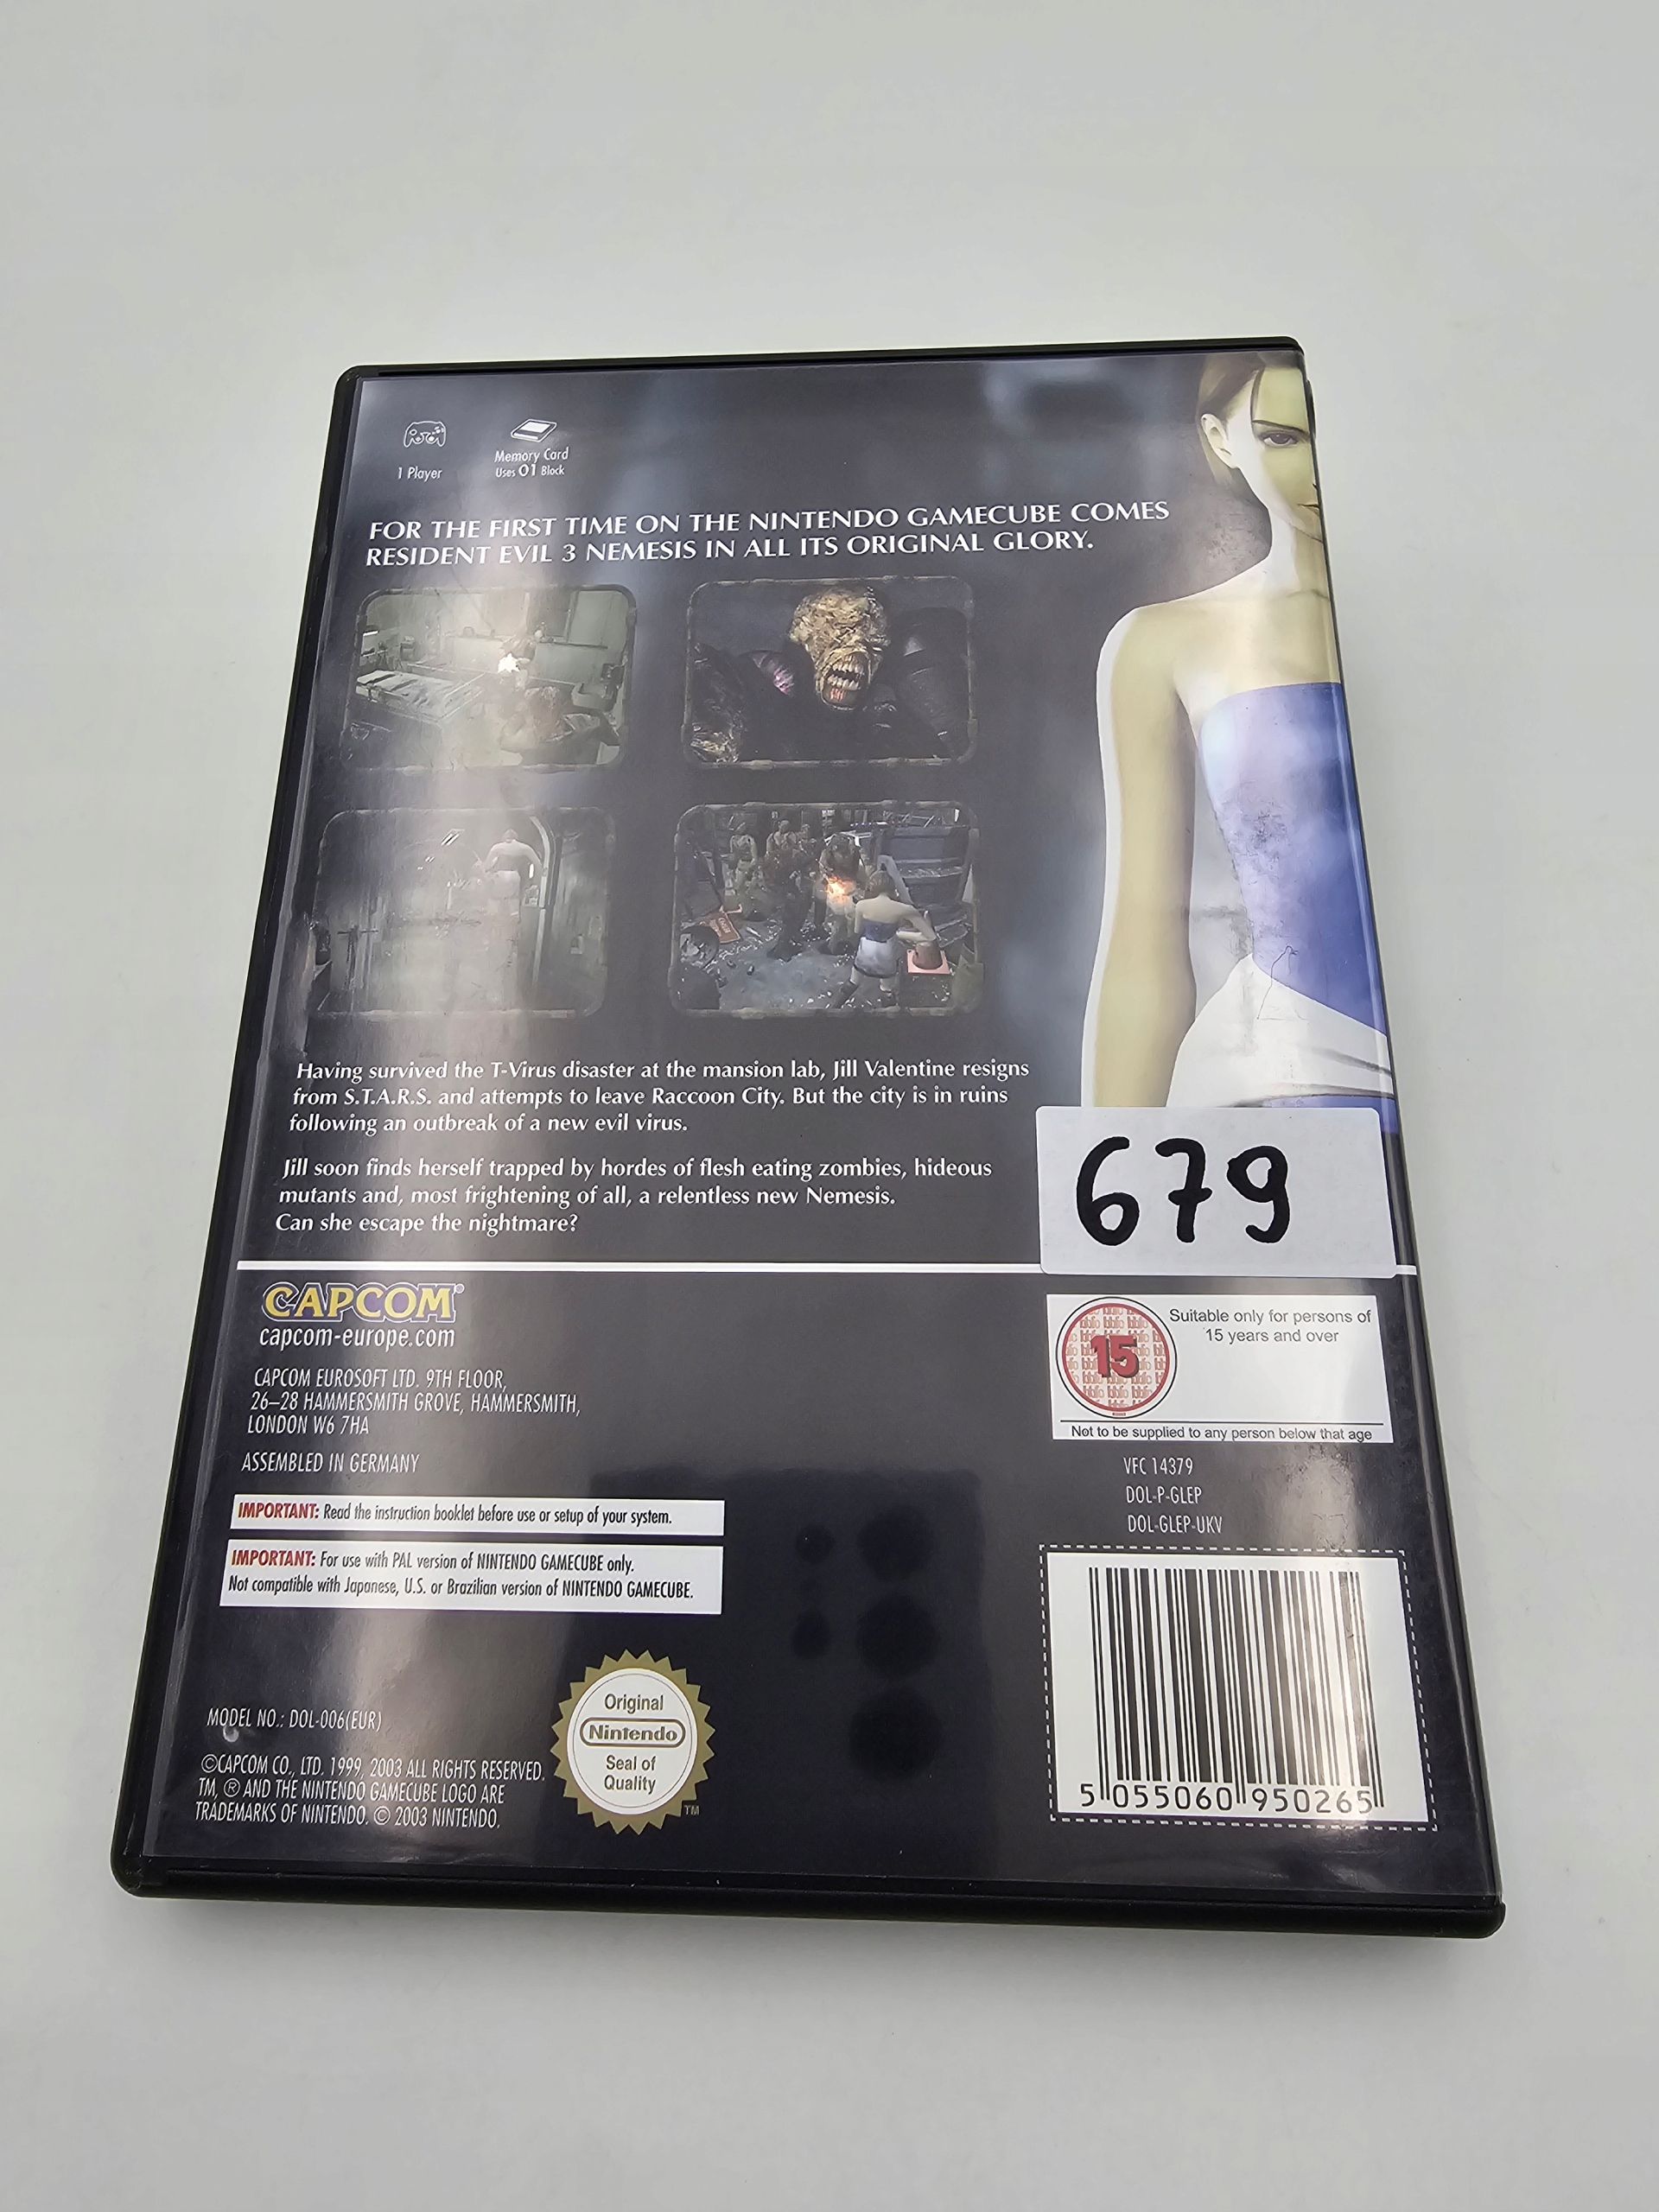 1 Player
Memory Card
Uses 01 Block
FOR THE FIRST TIME ON THE NINTENDO GAMECUBE COMES
RESIDENT EVIL 3 NEMESIS IN ALL ITS ORIGINAL GLORY.
Having survived the T-Virus disaster at the mansion lab, Jill Valentine resigns
from S.T.A.R.S. and attempts to leave Raccoon City. But the city is in ruins
following an outbreak of a new evil virus.
Jill soon finds herself trapped by hordes of flesh eating zombies, hideous
mutants and, most frightening of all, a relentless new Nemesis.
Can she escape the nightmare?
679
CAPCOM®
capcom-europe.com
CAPCOM EUROSOFT LTD. 9TH FLOOR,
26–28 HAMMERSMITH GROVE, HAMMERSMITH,
LONDON W6 7HA
ASSEMBLED IN GERMANY
15
Suitable only for persons of
15 years and over
Not to be supplied to any person below that age
VFC 14379
DOL-P-GLEP
DOL-GLEP-UKV
IMPORTANT: Read the instruction booklet before use or setup of your system.
IMPORTANT: For use with PAL version of NINTENDO GAMECUBE only.
Not compatible with Japanese, U.S. or Brazilian version of NINTENDO GAMECUBE.
MODEL NO.: DOL-006(EUR)
©CAPCOM CO., LTD. 1999, 2003 ALL RIGHTS RESERVED.
TM, ® AND THE NINTENDO GAMECUBE LOGO ARE
TRADEMARKS OF NINTENDO. © 2003 NINTENDO.
Original
Nintendo
Seal of
Quality
TM
5 055060 950265